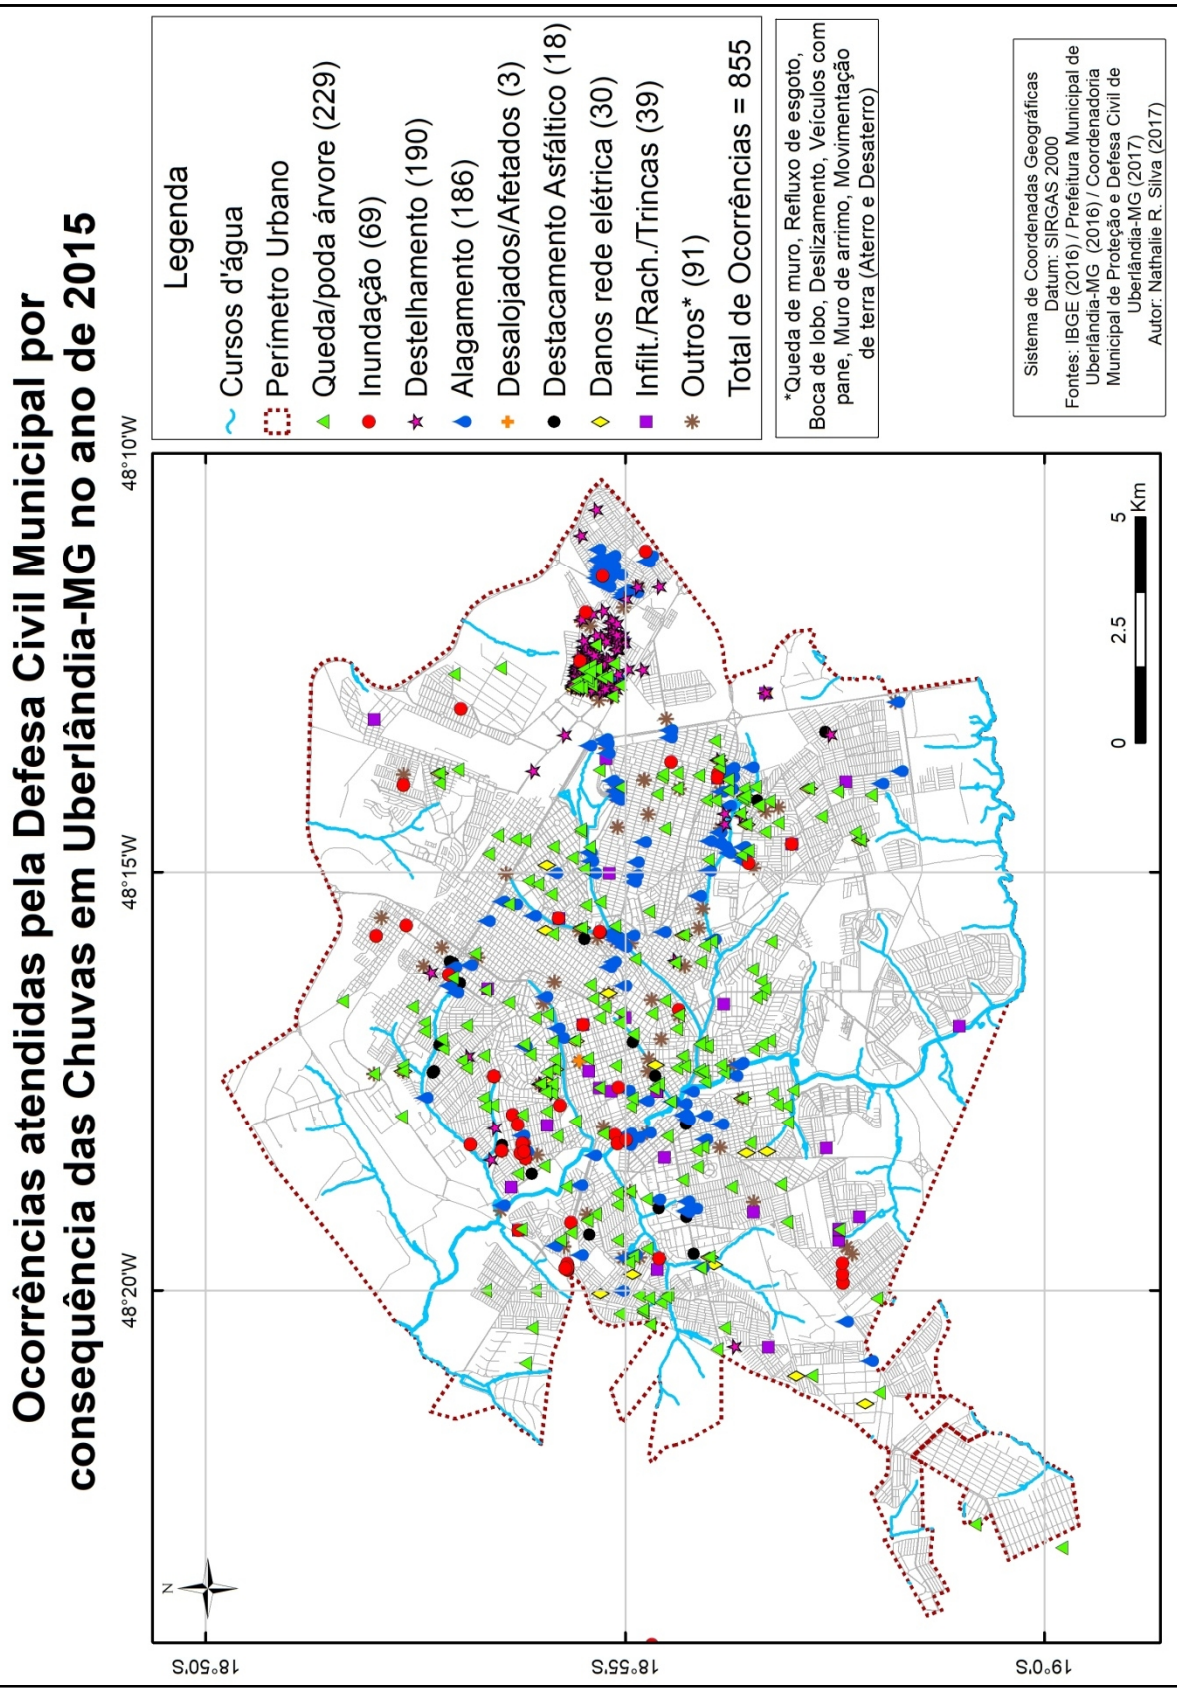 Ocorrências atendidas pela Defesa Civil Municipal por
consequência das Chuvas em Uberlândia-MG no ano de 2015
48°20'W
48°15'W
48°10'W
N
18°50'0"S
18°55'S
19°0'S
0
2.5
5
Km
Legenda
Cursos d'água
Perímetro Urbano
Queda/poda árvore (229)
Inundação (69)
Destelhamento (190)
Alagamento (186)
Desalojados/Afetados (3)
Destacamento Asfáltico (18)
Danos rede elétrica (30)
Infilt./Rach./Trincas (39)
Outros* (91)
Total de Ocorrências = 855
*Queda de muro, Refluxo de esgoto,
Boca de lobo, Deslizamento, Veículos com
pane, Muro de arrimo, Movimentação
de terra (Aterro e Desaterro)
Sistema de Coordenadas Geográficas
Datum: SIRGAS 2000
Fontes: IBGE (2016) / Prefeitura Municipal de
Uberlândia-MG (2016) / Coordenadoria
Municipal de Proteção e Defesa Civil de
Uberlândia-MG (2017)
Autor: Nathalie R. Silva (2017)